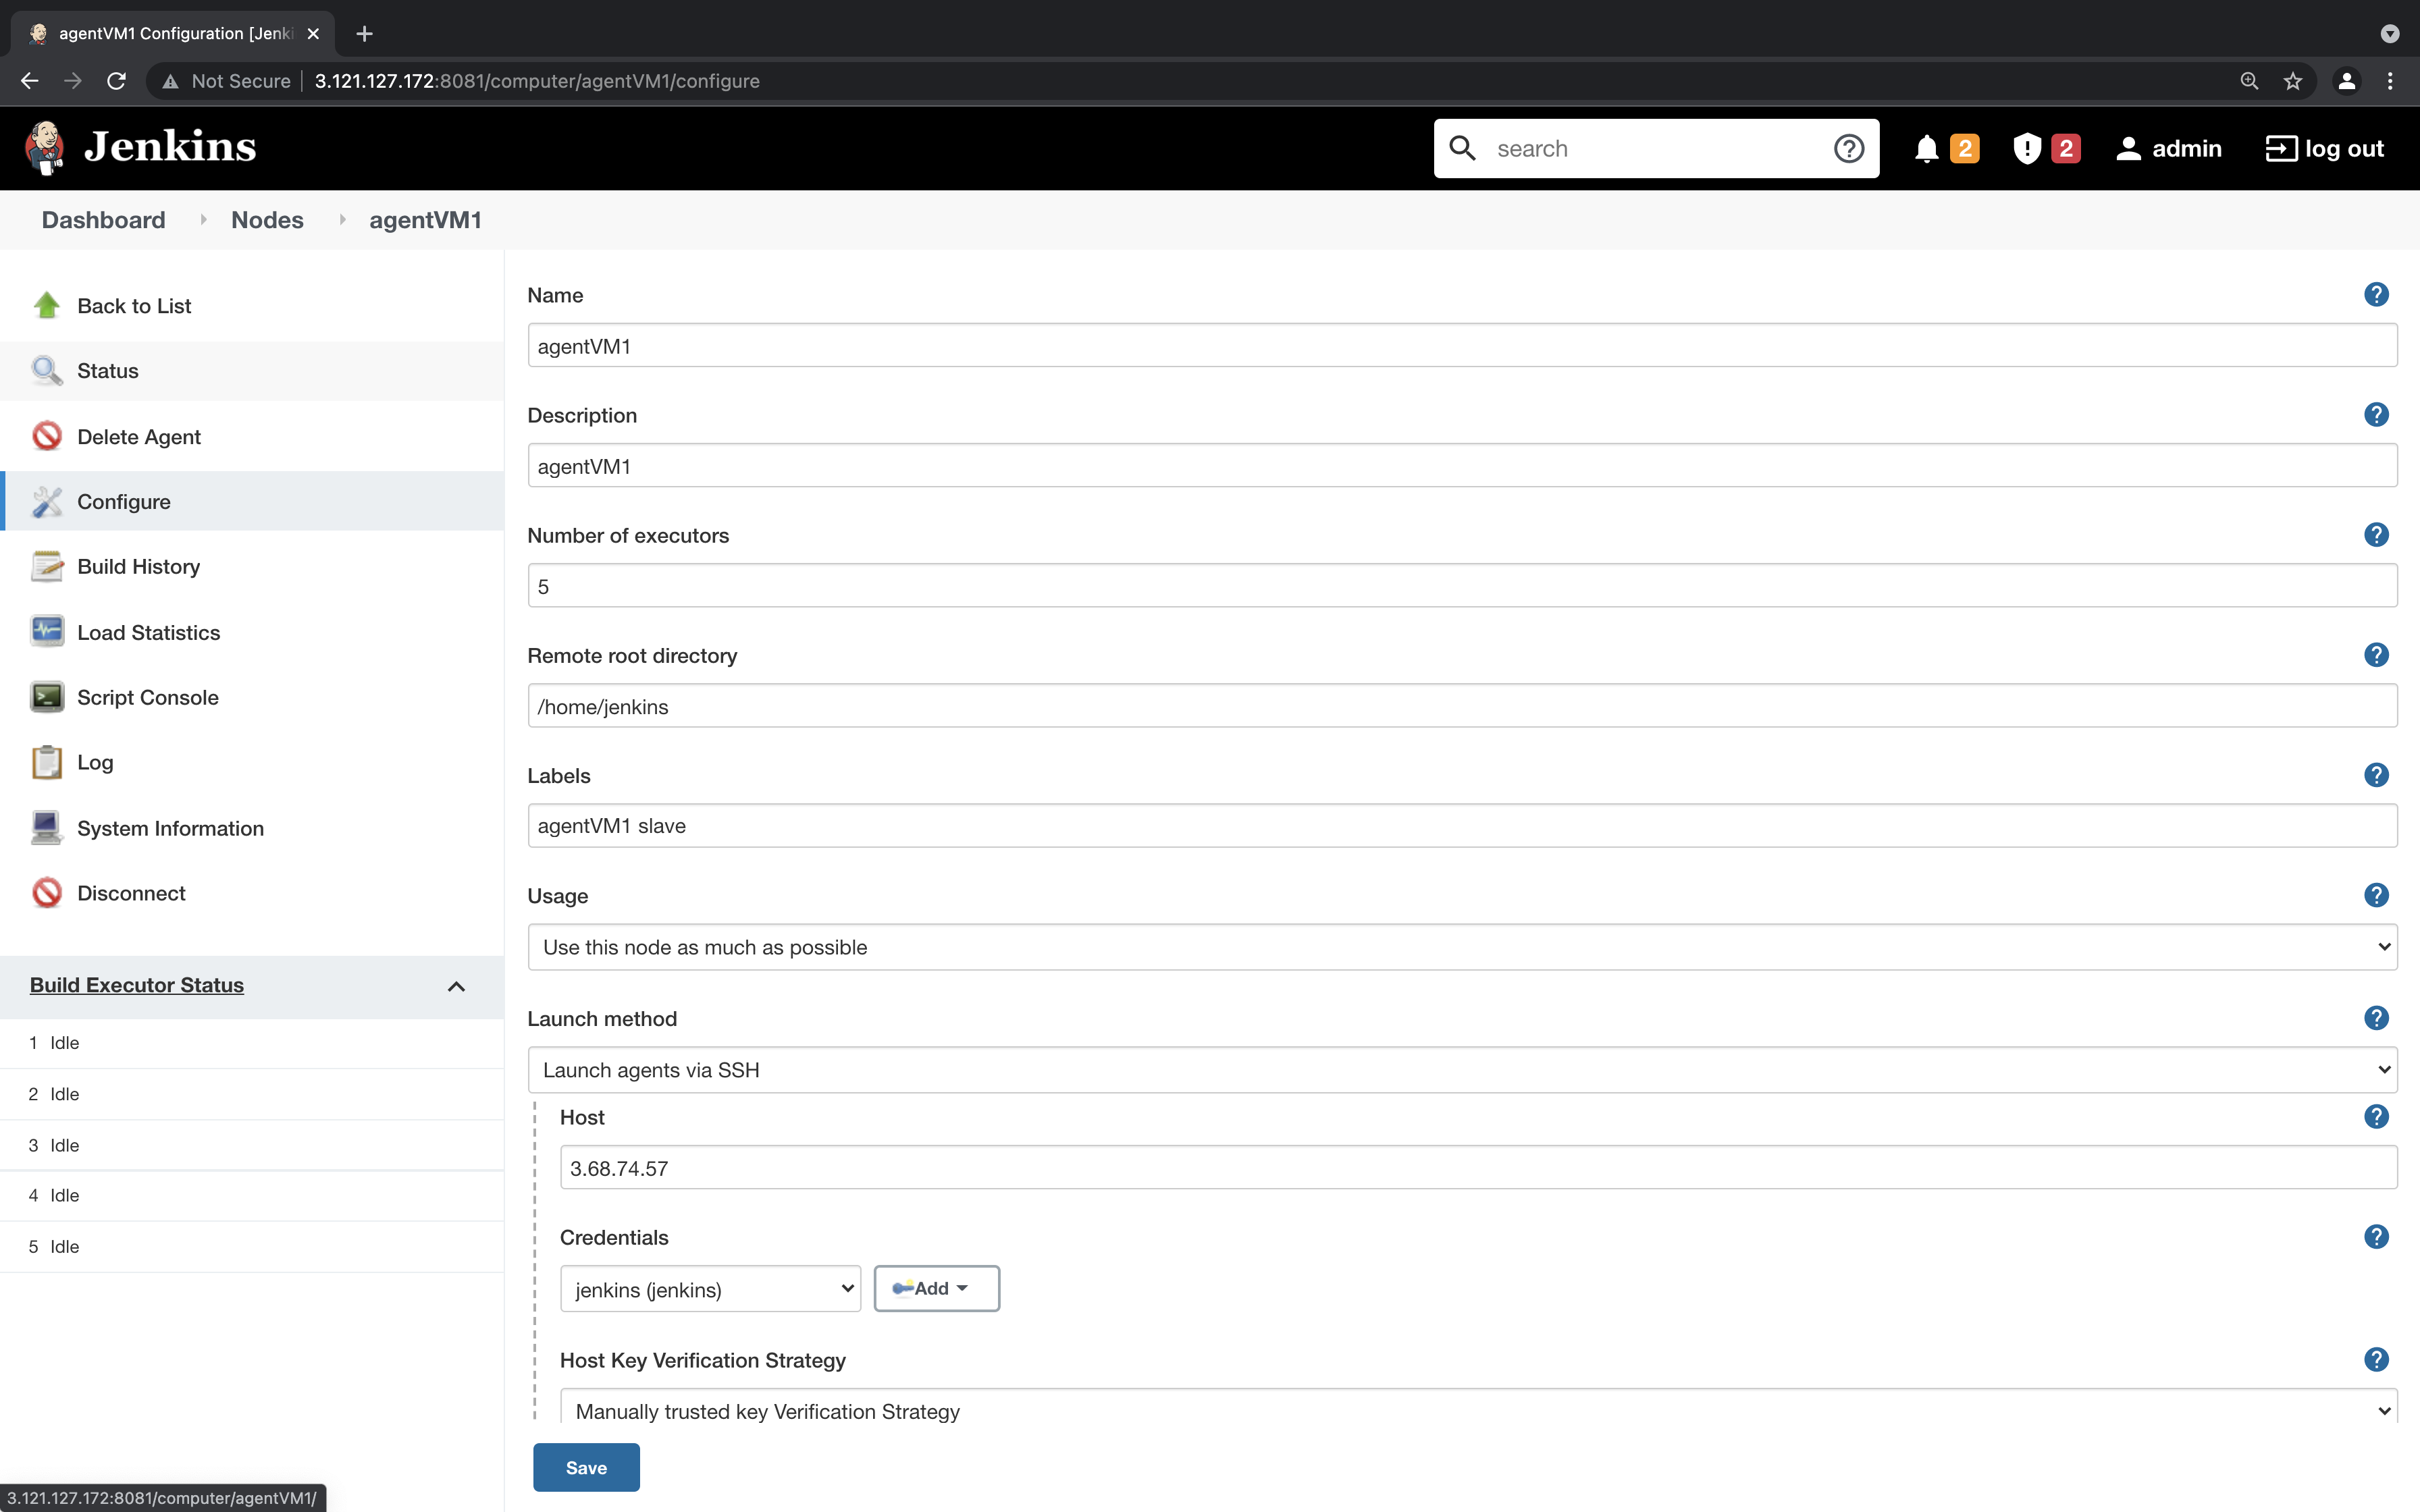 agentVM1 Configuration [Jenki
Not Secure 3.121.127.172:8081/computer/agentVM1/configure
Jenkins
search
2
2
admin
log out
Dashboard
Nodes
agentVM1
Back to List
Status
Delete Agent
Configure
Build History
Load Statistics
Script Console
Log
System Information
Disconnect
Build Executor Status
1 Idle
2 Idle
3 Idle
4 Idle
5 Idle
Name
agentVM1
Description
agentVM1
Number of executors
5
Remote root directory
/home/jenkins
Labels
agentVM1 slave
Usage
Use this node as much as possible
Launch method
Launch agents via SSH
Host
3.68.74.57
Credentials
jenkins (jenkins)
Add
Host Key Verification Strategy
Manually trusted key Verification Strategy
Save
3.121.127.172:8081/computer/agentVM1/